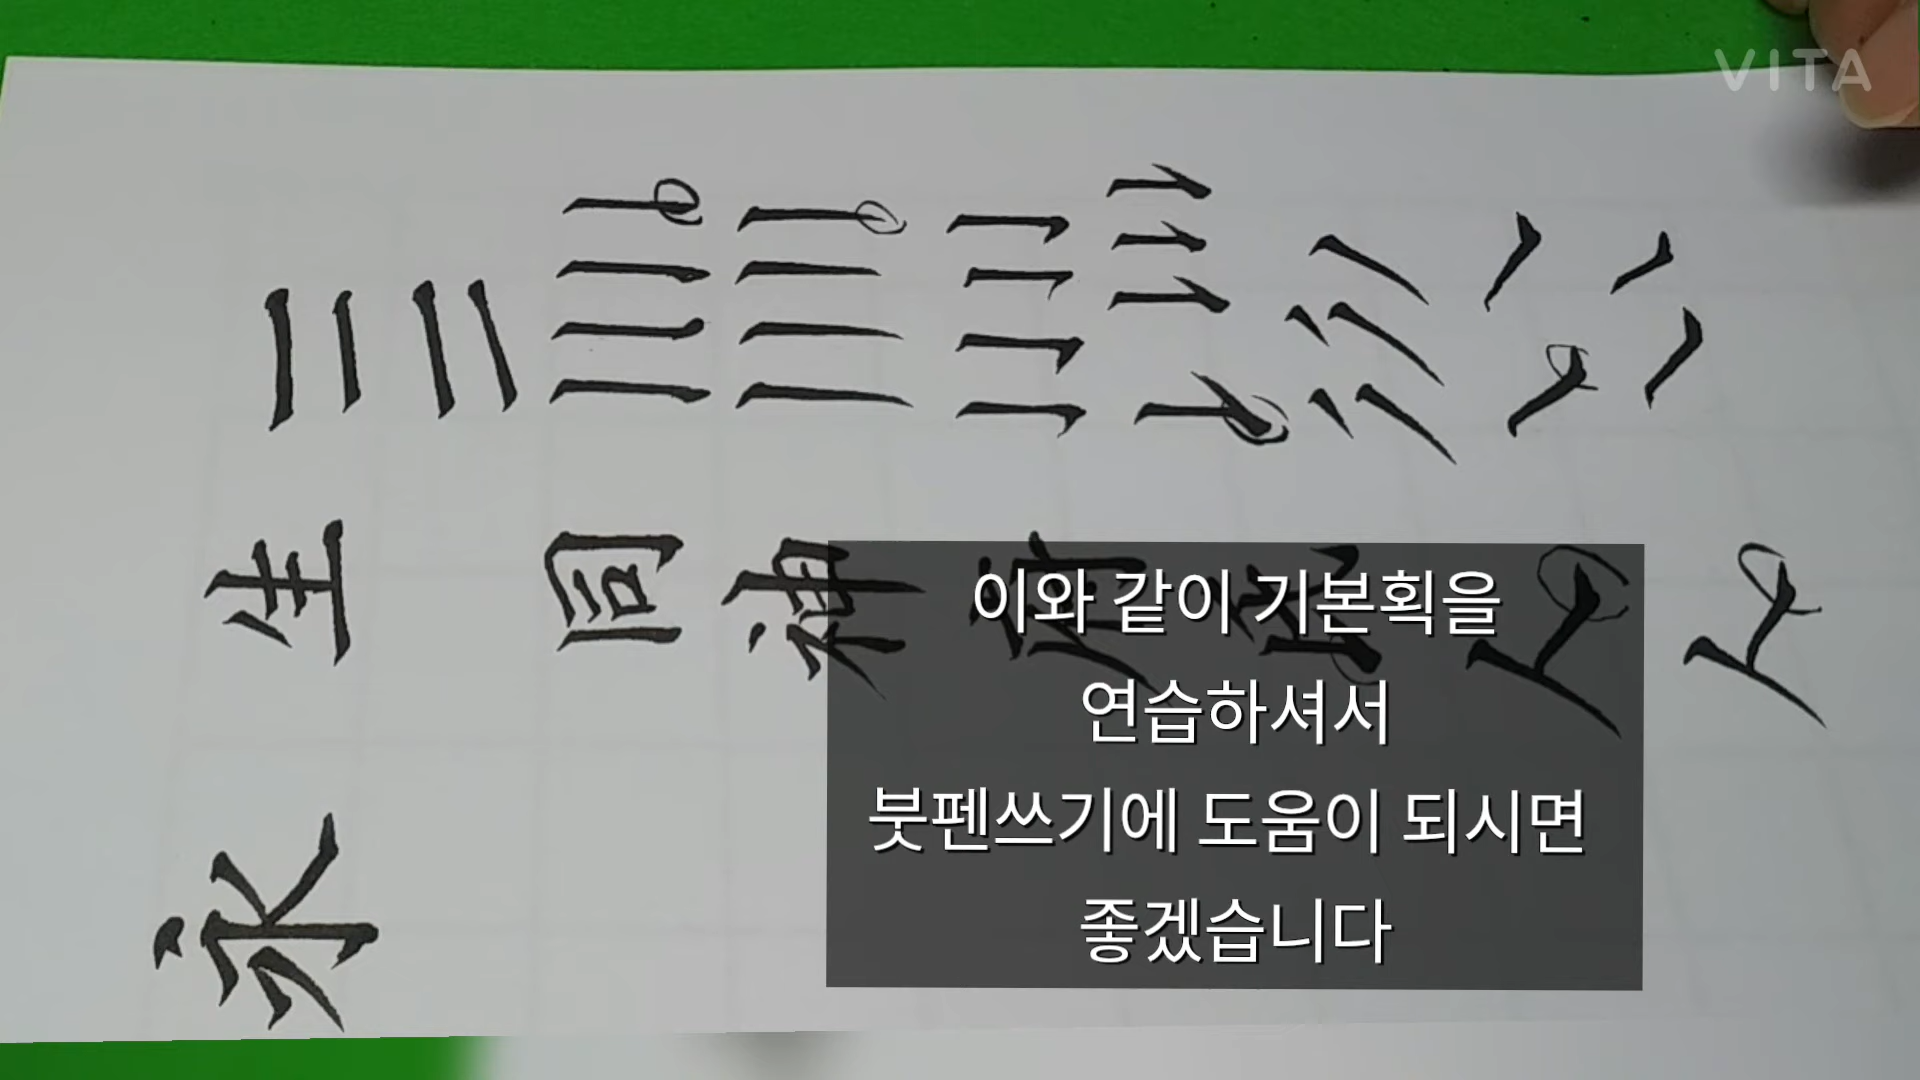 VITA
生
同
神
永
이와 같이 기본획을
연습하셔서
붓펜쓰기에 도움이 되시면
좋겠습니다